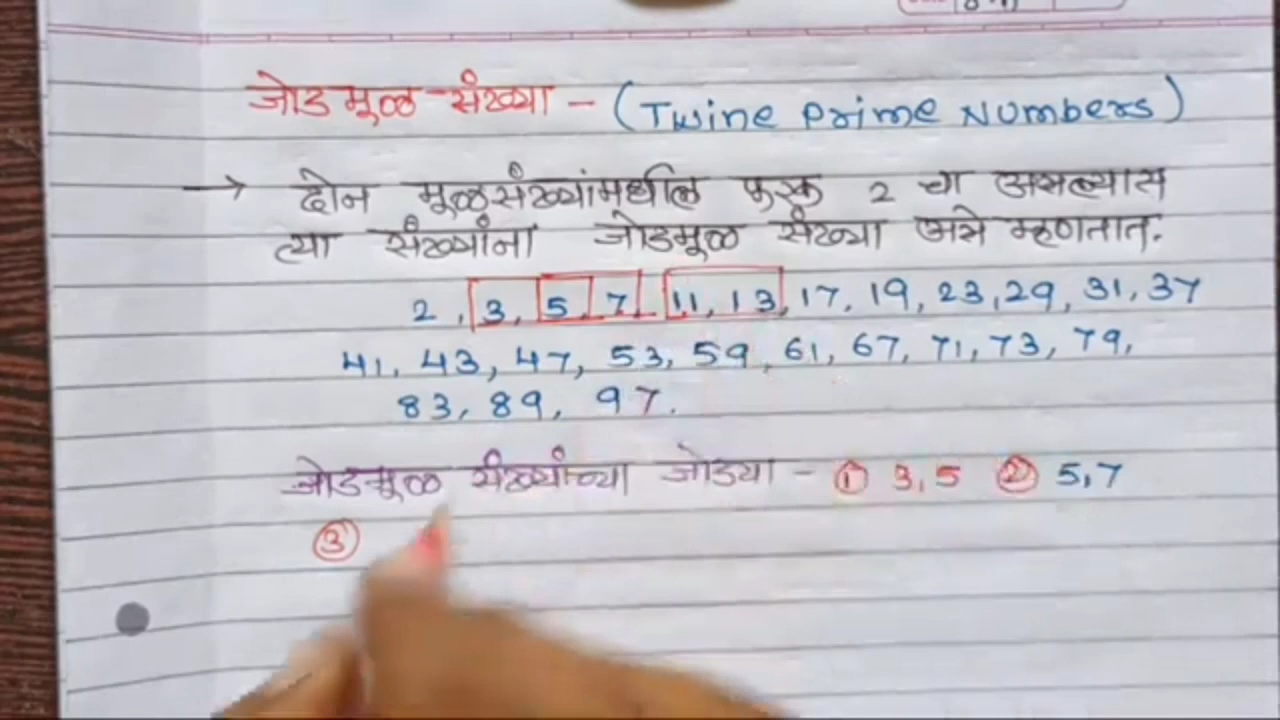 जोडमूळ संख्या - (Twine Prime Numbers)
→ दोन मूळसंख्यांमधील फरक 2 चा असल्यास
त्या संख्यांना जोडमूळ संख्या असे म्हणतात.
2, 3, 5, 7, 11, 13, 17, 19, 23, 29, 31, 37
41, 43, 47, 53, 59, 61, 67, 71, 73, 79,
83, 89, 97.
जोडमूळ संख्यांच्या जोडया - ① 3, 5 ② 5, 7
③